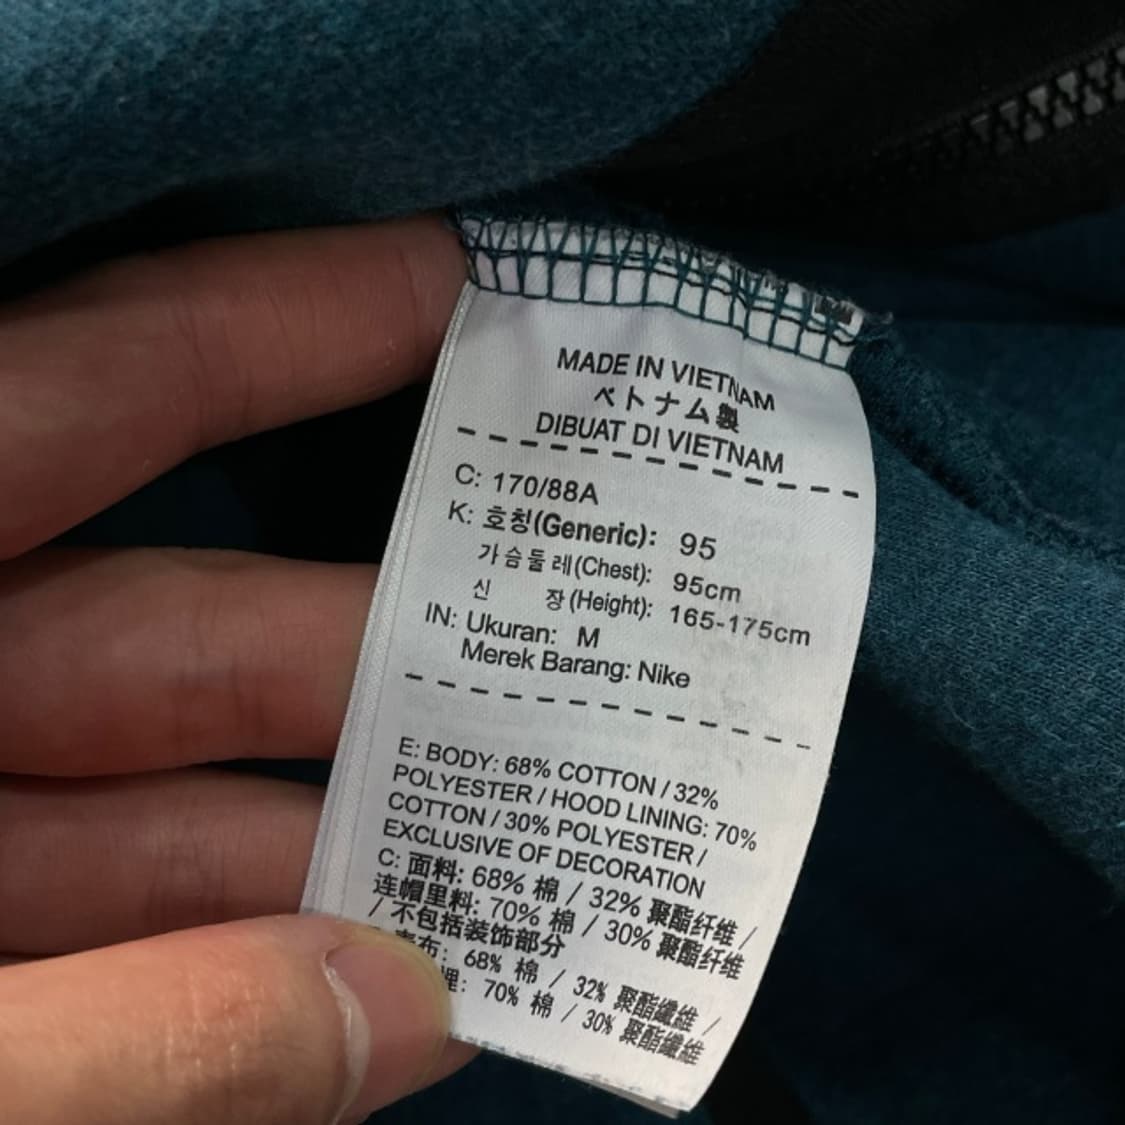 MADE IN VIETNAM
ベトナム製
DIBUAT DI VIETNAM
C: 170/88A
K: 호칭(Generic): 95
가슴둘레(Chest): 95cm
신 장(Height): 165-175cm
IN: Ukuran: M
Merek Barang: Nike
E: BODY: 68% COTTON / 32%
POLYESTER / HOOD LINING: 70%
COTTON / 30% POLYESTER /
EXCLUSIVE OF DECORATION
C: 面料: 68% 棉 / 32% 聚酯纤维 /
连帽里料: 70% 棉 / 30% 聚酯纤维
/ 不包括装饰部分
布: 68% 棉 / 32% 聚酯纖維 /
裡: 70% 棉 / 30% 聚酯纖維